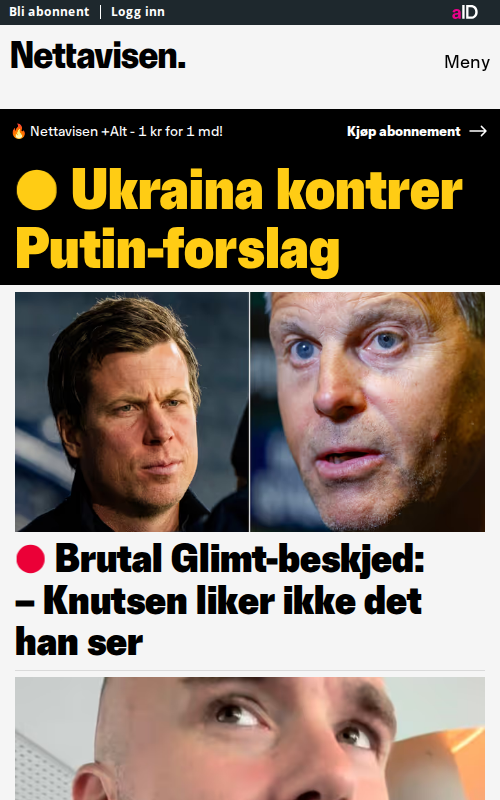 Bli abonnent | Logg inn
aID
Nettavisen.
Meny
🔥 Nettavisen +Alt - 1 kr for 1 md!
Kjøp abonnement →
Ukraina kontrer
Putin-forslag
Brutal Glimt-beskjed:
– Knutsen liker ikke det
han ser